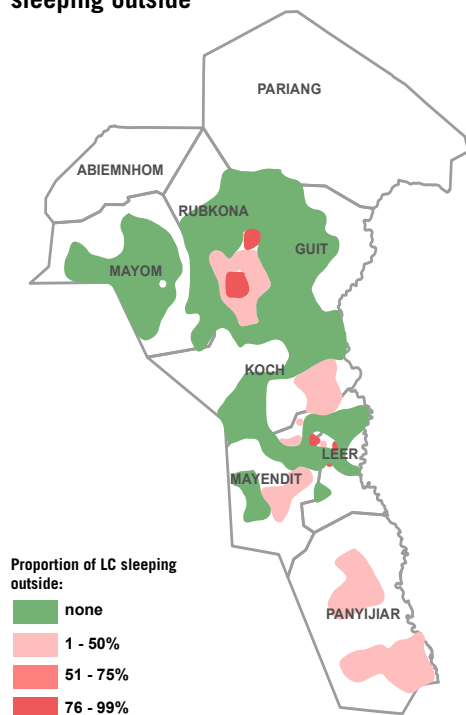 sleeping outside
PARIANG
ABIEMNHOM
RUBKONA
GUIT
MAYOM
KOCH
LEER
MAYENDIT
PANYIJIAR
Proportion of LC sleeping
outside:
none
1 - 50%
51 - 75%
76 - 99%